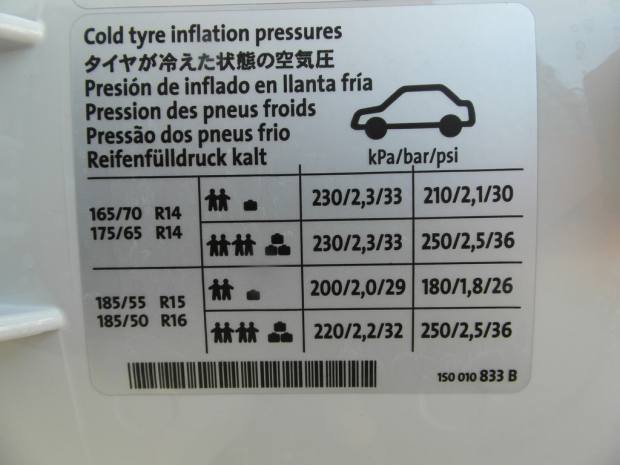 Cold tyre inflation pressures
タイヤが冷えた状態の空気圧
Presión de inflado en llanta fría
Pression des pneus froids
Pressão dos pneus frio
Reifenfülldruck kalt
kPa/bar/psi
165/70 R14
175/65 R14
230/2,3/33 210/2,1/30
230/2,3/33 250/2,5/36
185/55 R15
185/50 R16
200/2,0/29 180/1,8/26
220/2,2/32 250/2,5/36
1S0 010 833 B